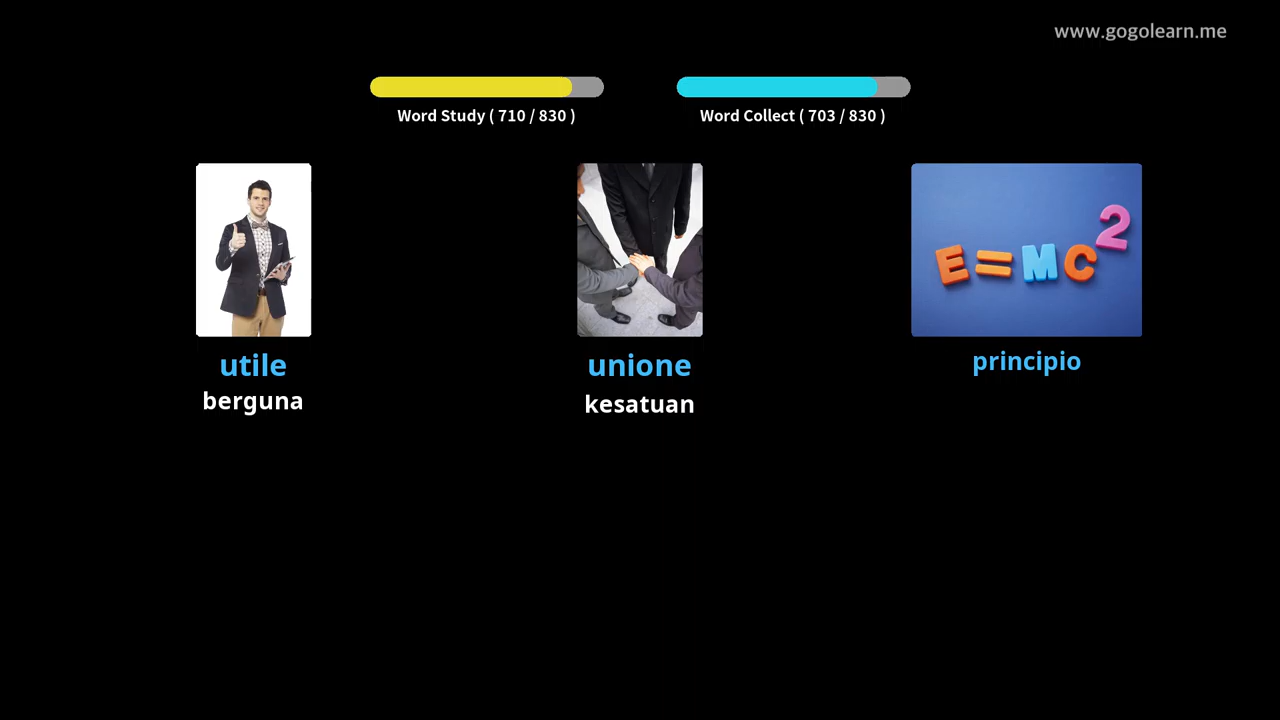 www.gogolearn.me
Word Study ( 710 / 830 )
Word Collect ( 703 / 830 )
E=MC2
utile
unione
principio
berguna
kesatuan